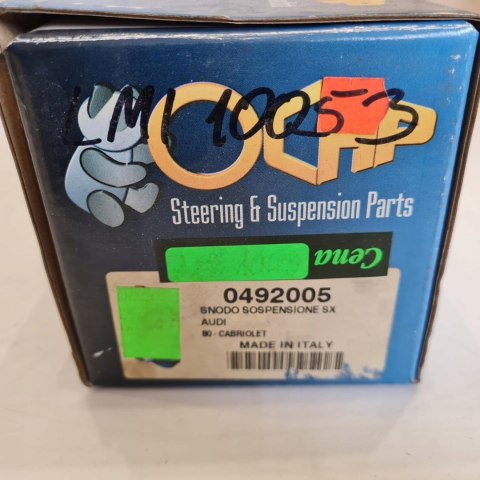 LMI 10053
OCAP
Steering & Suspension Parts
Cena
0492005
SNODO SOSPENSIONE SX
AUDI
80 - CABRIOLET
MADE IN ITALY